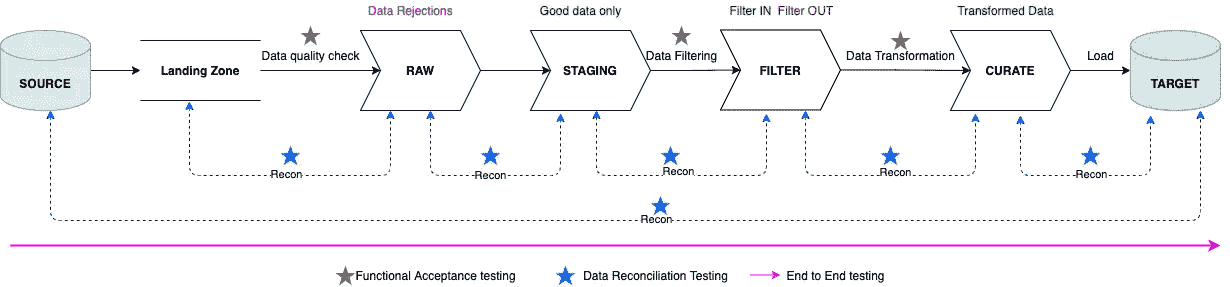 Data Rejections
Good data only
Filter IN Filter OUT
Transformed Data
SOURCE
Landing Zone
Data quality check
RAW
STAGING
Data Filtering
FILTER
Data Transformation
CURATE
Load
TARGET
Recon
Recon
Recon
Recon
Recon
Recon
Functional Acceptance testing
Data Reconciliation Testing
End to End testing